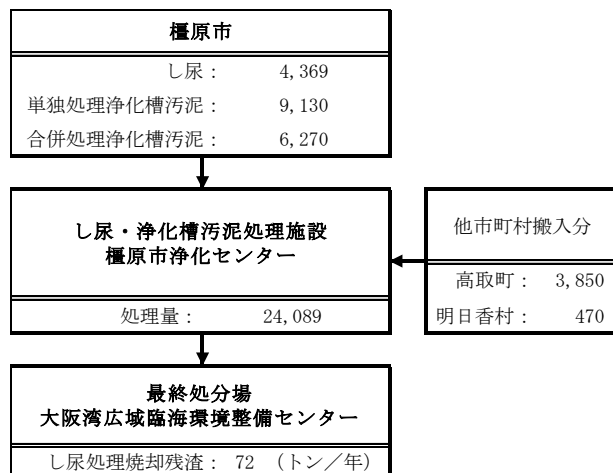 橿原市
し尿： 4,369
単独処理浄化槽汚泥： 9,130
合併処理浄化槽汚泥： 6,270
し尿・浄化槽汚泥処理施設
橿原市浄化センター
処理量： 24,089
他市町村搬入分
高取町： 3,850
明日香村： 470
最終処分場
大阪湾広域臨海環境整備センター
し尿処理焼却残渣： 72 （トン／年）